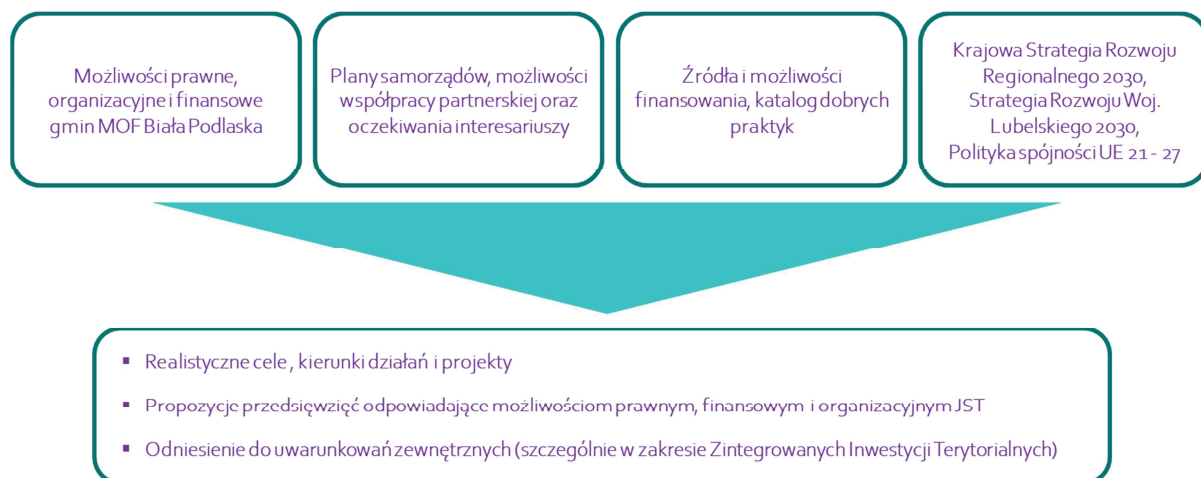 Możliwości prawne,
organizacyjne i finansowe
gmin MOF Biała Podlaska
Plany samorządów, możliwości
współpracy partnerskiej oraz
oczekiwania interesariuszy
Źródła i możliwości
finansowania, katalog dobrych
praktyk
Krajowa Strategia Rozwoju
Regionalnego 2030,
Strategia Rozwoju Woj.
Lubelskiego 2030,
Polityka spójności UE 21 - 27
▪ Realistyczne cele , kierunki działań i projekty
▪ Propozycje przedsięwzięć odpowiadające możliwościom prawnym, finansowym i organizacyjnym JST
▪ Odniesienie do uwarunkowań zewnętrznych (szczególnie w zakresie Zintegrowanych Inwestycji Terytorialnych)